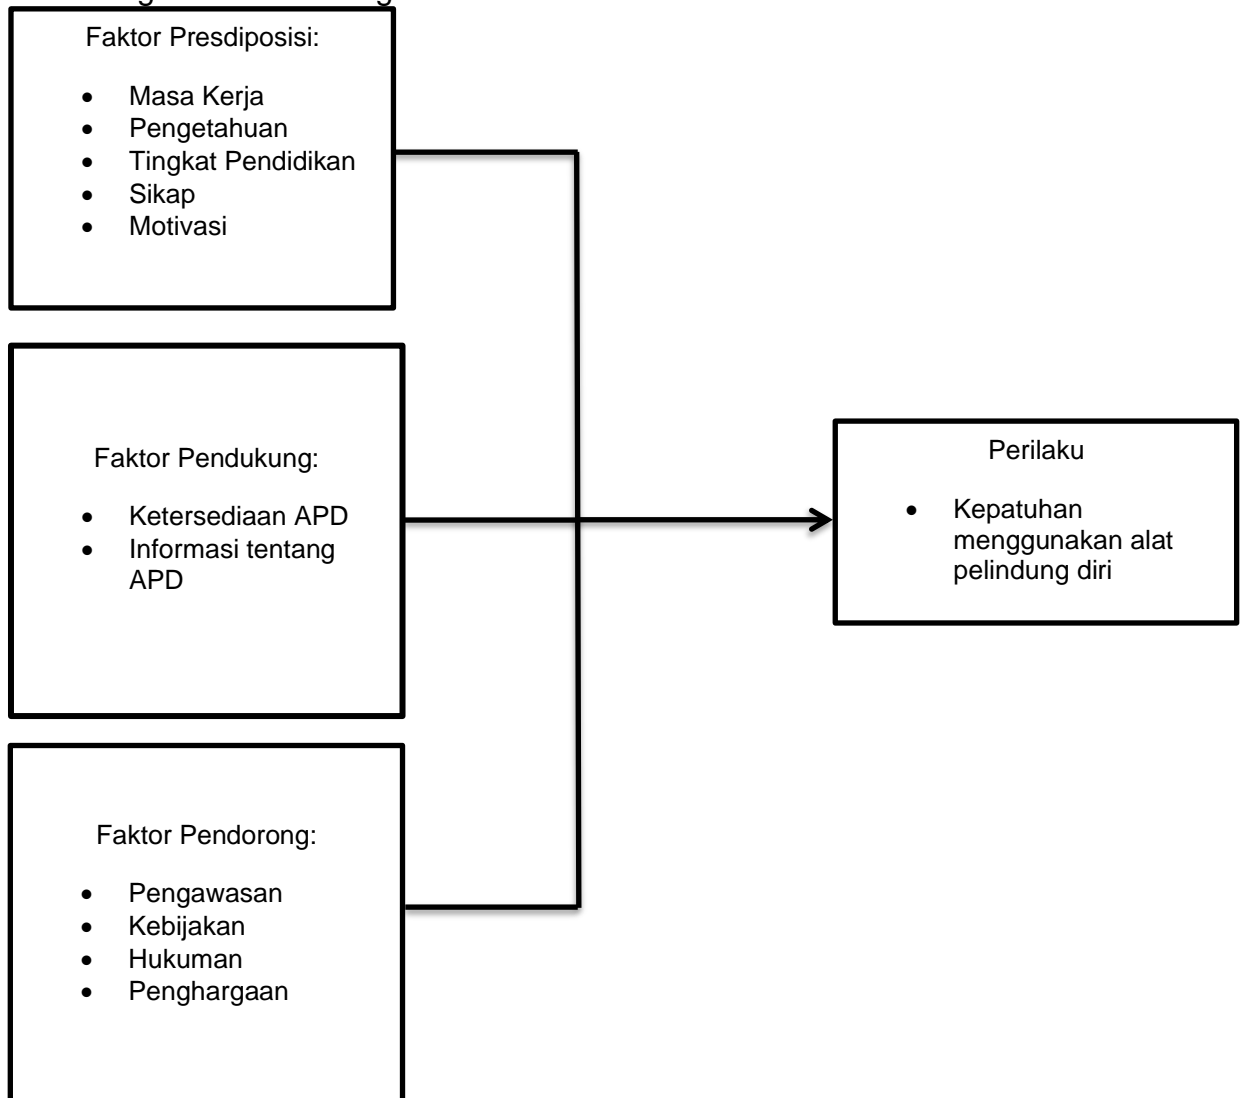 Faktor Presdiposisi:
• Masa Kerja
• Pengetahuan
• Tingkat Pendidikan
• Sikap
• Motivasi
Faktor Pendukung:
• Ketersediaan APD
• Informasi tentang
APD
Perilaku
• Kepatuhan
menggunakan alat
pelindung diri
Faktor Pendorong:
• Pengawasan
• Kebijakan
• Hukuman
• Penghargaan